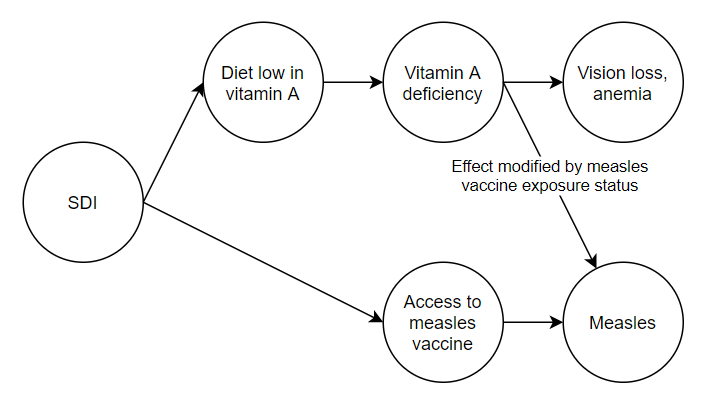 Diet low in
vitamin A
Vitamin A
deficiency
Vision loss,
anemia
Effect modified by measles
vaccine exposure status
SDI
Access to
measles
vaccine
Measles